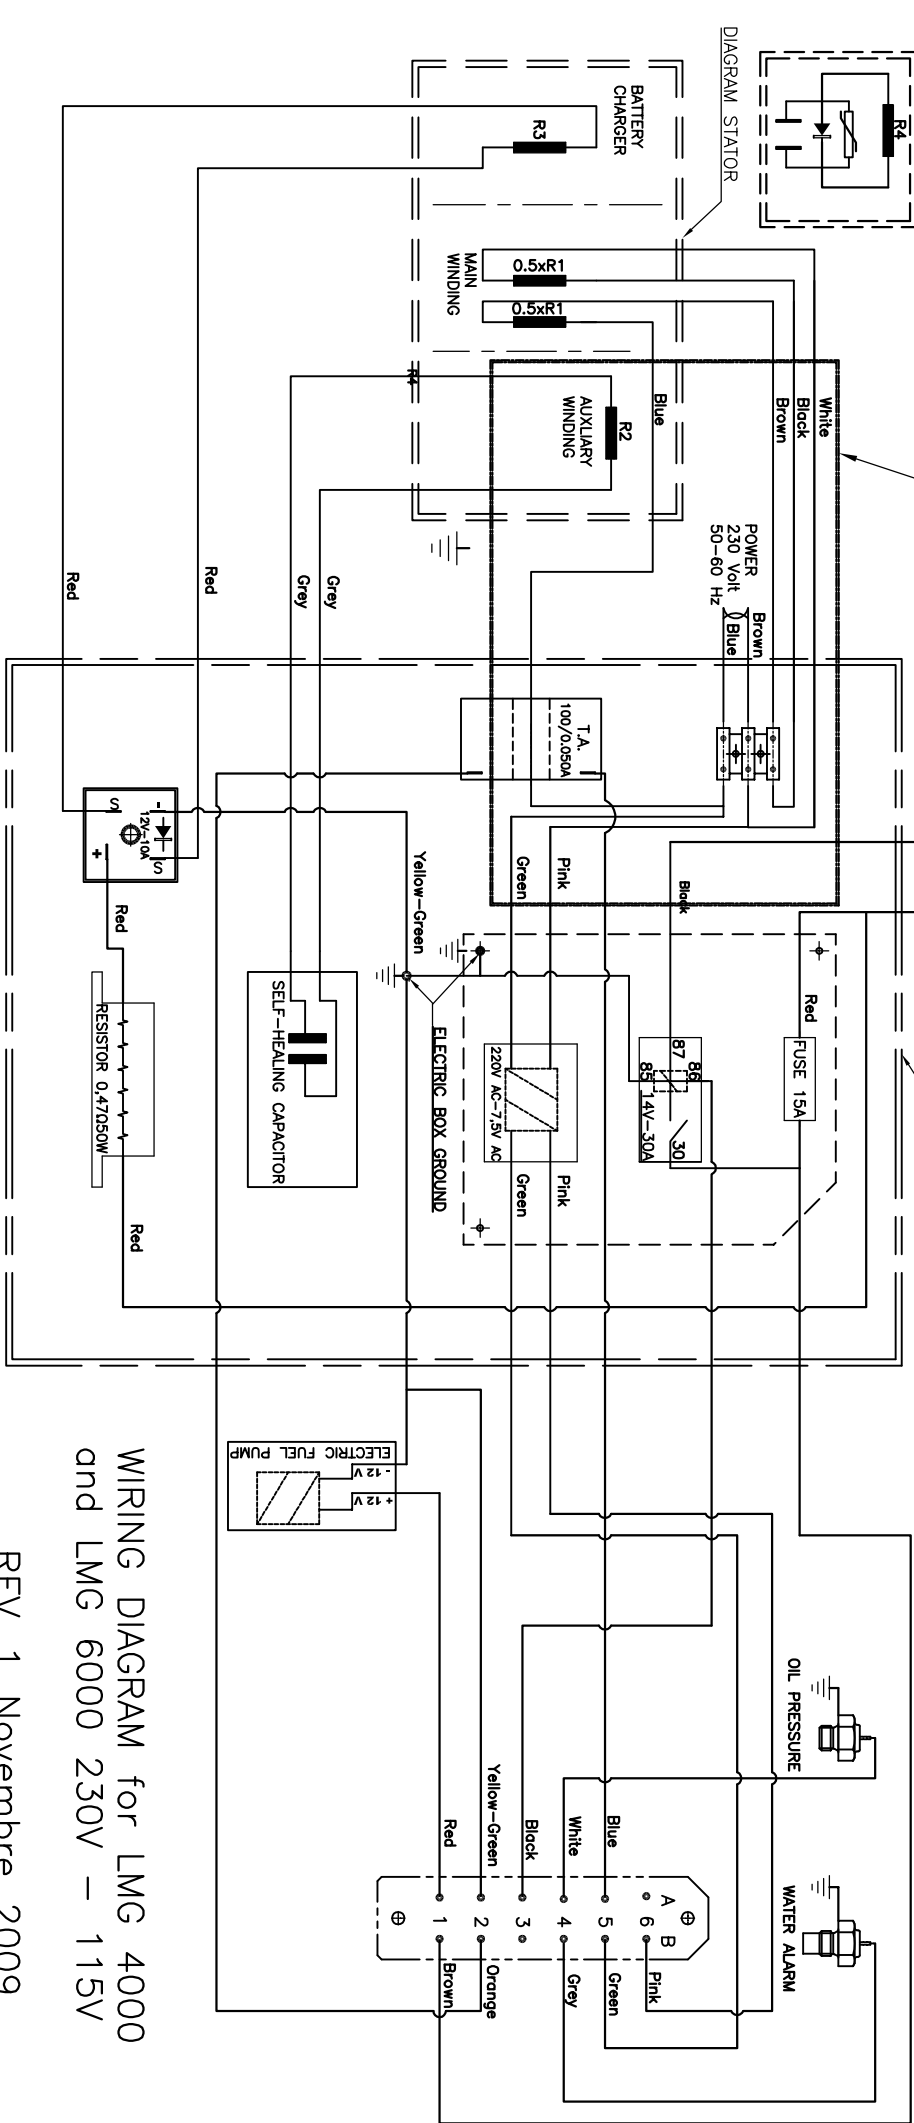 DIAGRAM STATOR
R4
BATTERY
CHARGER
R3
MAIN
WINDING
0.5xR1
0.5xR1
R4
AUXLIARY
WINDING
R2
Blue
White
Black
Brown
POWER
230 Volt
50-60 Hz
Brown
Blue
Red
Red
Grey
Grey
T.A.
100/0.050A
S
-
12V-10A
+
S
Red
Yellow-Green
Green
Pink
Black
Red
RESISTOR 0,47Ω50W
Red
SELF-HEALING CAPACITOR
ELECTRIC BOX GROUND
220V AC-7,5V AC
Green
Pink
87
86
85
14V-30A
30
FUSE 15A
ELECTRIC FUEL PUMP
- 12 V
+ 12 V
OIL PRESSURE
WATER ALARM
Red
Yellow-Green
Black
White
Blue
A
1
2
3
4
5
6
B
Brown
Orange
Grey
Green
Pink
WIRING DIAGRAM for LMG 4000
and LMG 6000 230V - 115V
REV 1 Novembre 2009